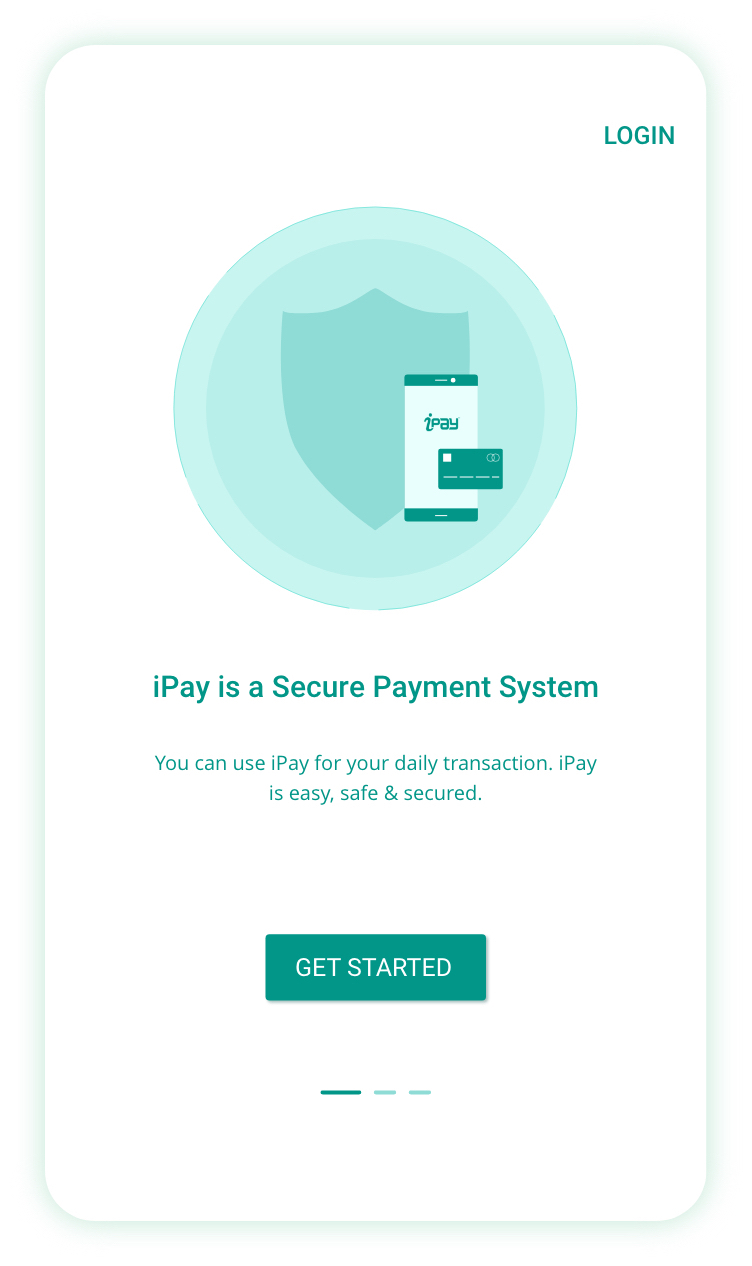 LOGIN
iPay
iPay is a Secure Payment System
You can use iPay for your daily transaction. iPay
is easy, safe & secured.
GET STARTED